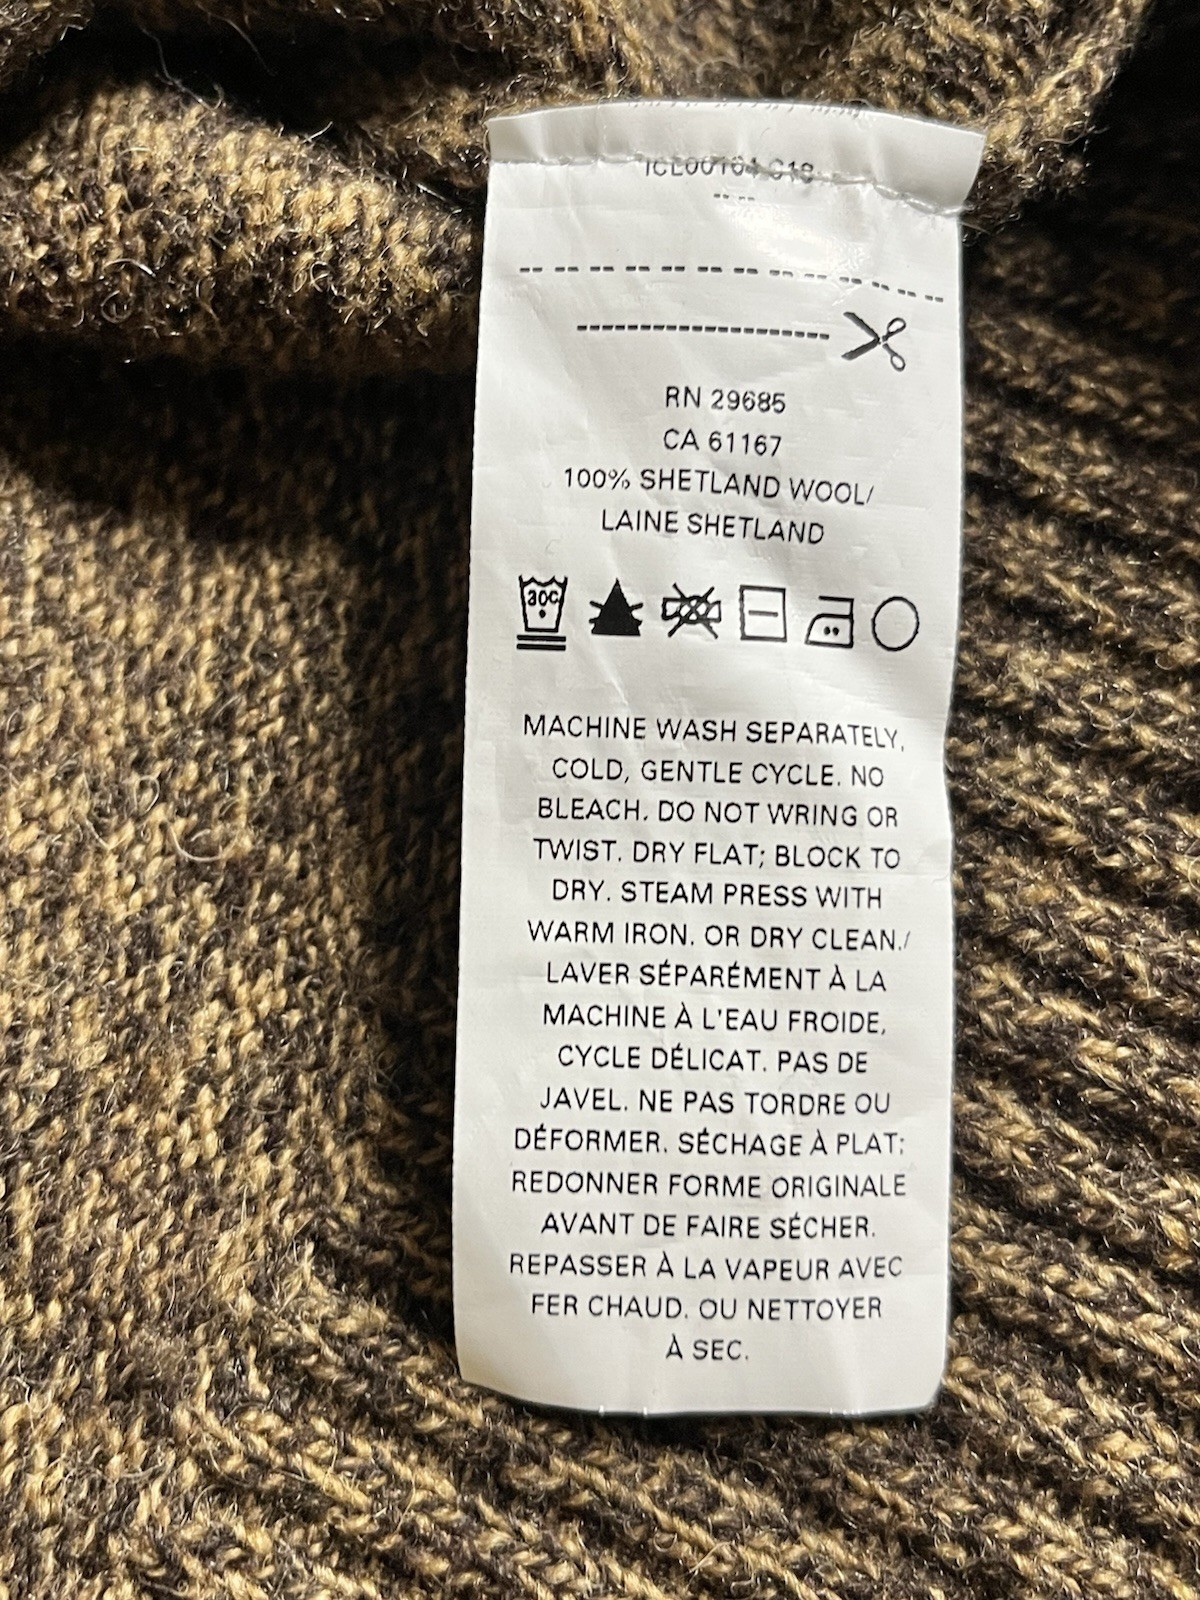 RN 29685
CA 61167
100% SHETLAND WOOL/
LAINE SHETLAND
30C
MACHINE WASH SEPARATELY,
COLD, GENTLE CYCLE. NO
BLEACH. DO NOT WRING OR
TWIST. DRY FLAT; BLOCK TO
DRY. STEAM PRESS WITH
WARM IRON. OR DRY CLEAN./
LAVER SÉPARÉMENT À LA
MACHINE À L'EAU FROIDE,
CYCLE DÉLICAT. PAS DE
JAVEL. NE PAS TORDRE OU
DÉFORMER. SÉCHAGE À PLAT;
REDONNER FORME ORIGINALE
AVANT DE FAIRE SÉCHER.
REPASSER À LA VAPEUR AVEC
FER CHAUD. OU NETTOYER
À SEC.